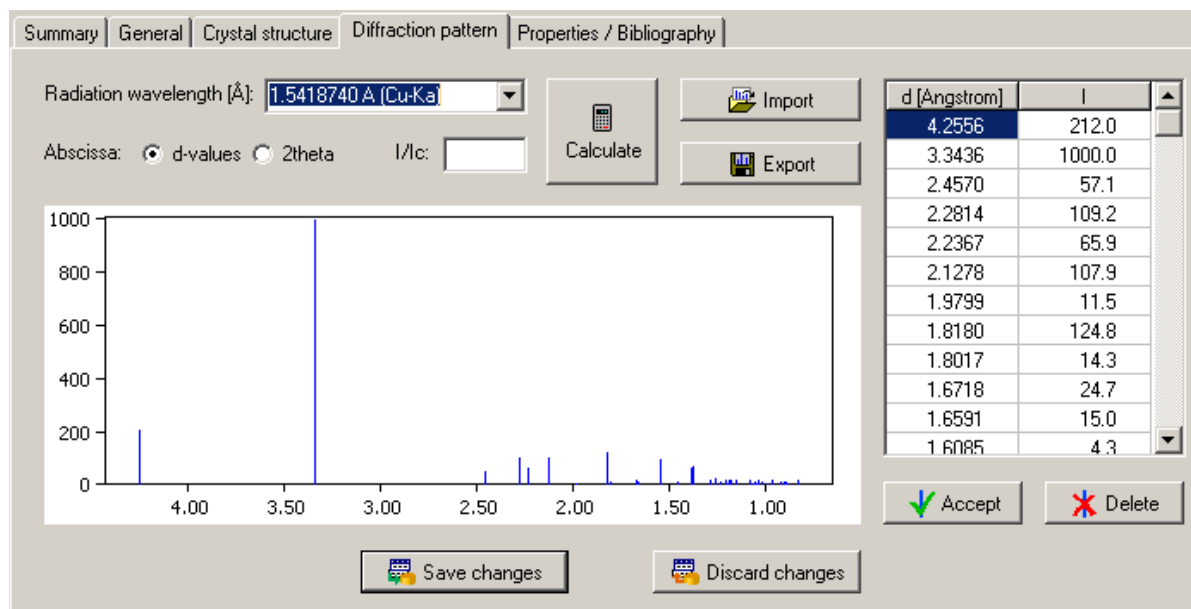 Summary General Crystal structure Diffraction pattern Properties / Bibliography
Radiation wavelength [Å]: 1.5418740 A (Cu-Ka)
Abscissa: d-values 2theta I/Ic:
Calculate
Import
Export
1000
800
600
400
200
0
4.00 3.50 3.00 2.50 2.00 1.50 1.00
d [Angstrom] I
4.2556 212.0
3.3436 1000.0
2.4570 57.1
2.2814 109.2
2.2367 65.9
2.1278 107.9
1.9799 11.5
1.8180 124.8
1.8017 14.3
1.6718 24.7
1.6591 15.0
1.6085 4.3
Accept Delete
Save changes Discard changes